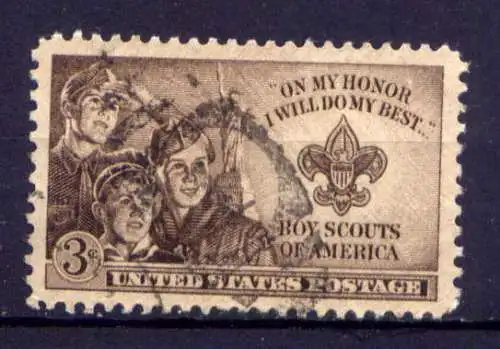 "ON MY HONOR
I WILL DO MY BEST..."
BOY SCOUTS
OF AMERICA
3¢
UNITED STATES POSTAGE